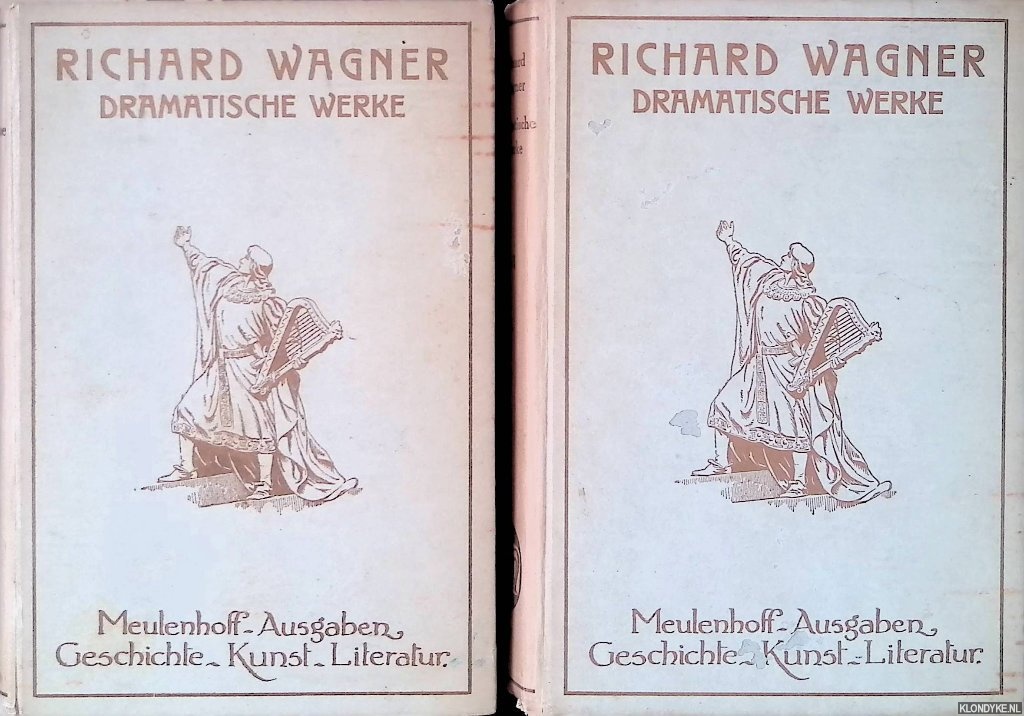 RICHARD WAGNER
DRAMATISCHE WERKE
Meulenhoff-Ausgaben
Geschichte-Kunst-Literatur.
RICHARD WAGNER
DRAMATISCHE WERKE
Meulenhoff-Ausgaben
Geschichte-Kunst-Literatur.
KLONDYKE.NL